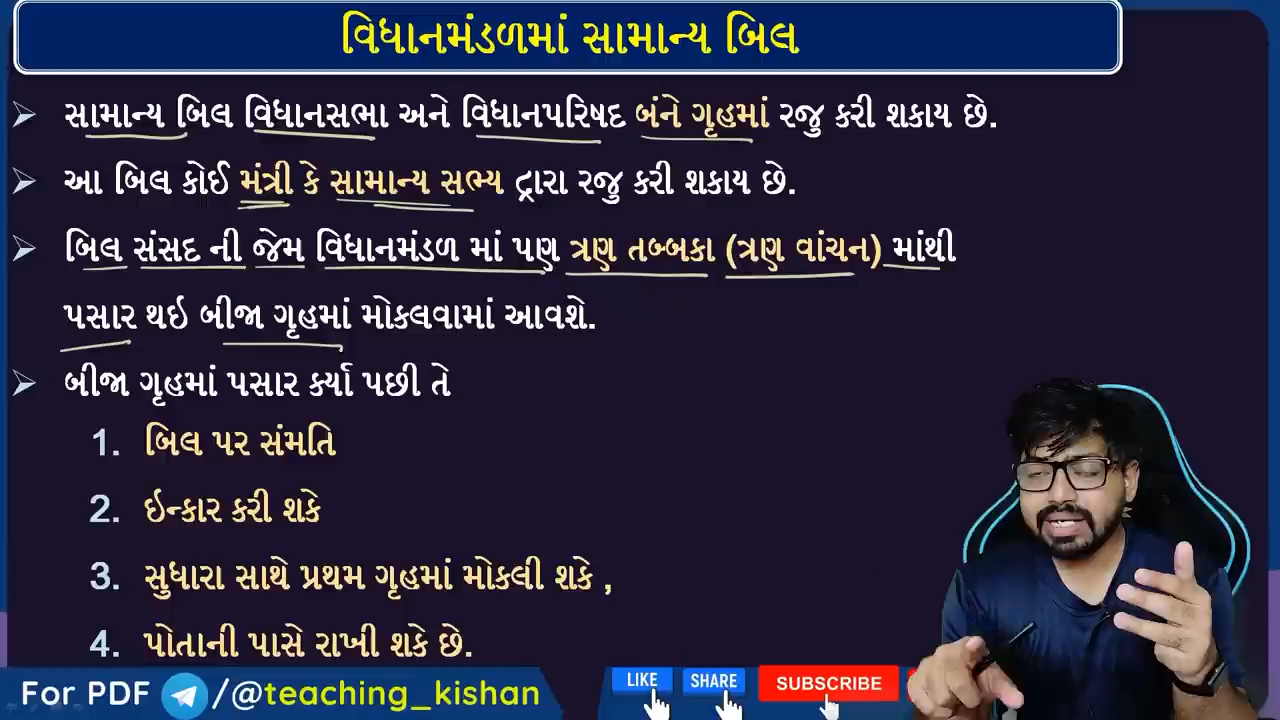 વિધાનમંડળમાં સામાન્ય બિલ
➢ સામાન્ય બિલ વિધાનસભા અને વિધાનપરિષદ બંને ગૃહમાં રજુ કરી શકાય છે.
➢ આ બિલ કોઈ મંત્રી કે સામાન્ય સભ્ય દ્રારા રજુ કરી શકાય છે.
➢ બિલ સંસદ ની જેમ વિધાનમંડળ માં પણ ત્રણ તબ્બકા (ત્રણ વાંચન) માંથી
પસાર થઇ બીજા ગૃહમાં મોકલવામાં આવશે.
➢ બીજા ગૃહમાં પસાર કર્યા પછી તે
1. બિલ પર સંમતિ
2. ઇન્કાર કરી શકે
3. સુધારા સાથે પ્રથમ ગૃહમાં મોકલી શકે ,
4. પોતાની પાસે રાખી શકે છે.
For PDF /@teaching_kishan
LIKE SHARE SUBSCRIBE